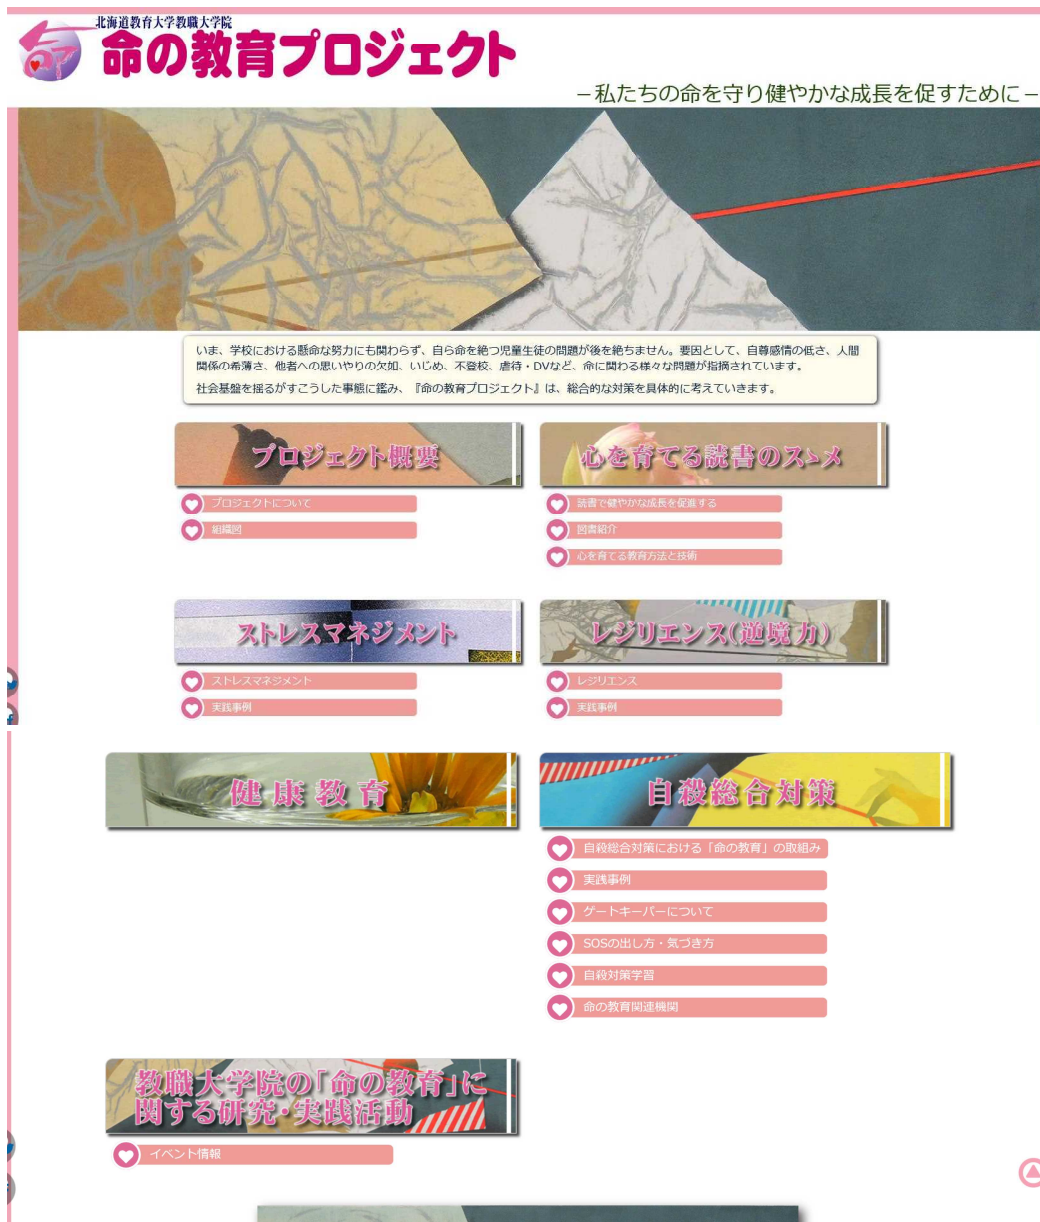 北海道教育大学教職大学院
命の教育プロジェクト
－私たちの命を守り健やかな成長を促すために－
いま、学校における懸命な努力にも関わらず、自ら命を絶つ児童生徒の問題が後を絶ちません。要因として、自尊感情の低さ、人間
関係の希薄さ、他者への思いやりの欠如、いじめ、不登校、虐待・DVなど、命に関わる様々な問題が指摘されています。
社会基盤を揺るがすこうした事態に鑑み、『命の教育プロジェクト』は、総合的な対策を具体的に考えていきます。
プロジェクト概要
プロジェクトについて
組織図
心を育てる読書のスゝメ
読書で健やかな成長を促進する
図書紹介
心を育てる教育方法と技術
ストレスマネジメント
ストレスマネジメント
実践事例
レジリエンス(逆境力)
レジリエンス
実践事例
健康教育
自殺総合対策
自殺総合対策における「命の教育」の取組み
実践事例
ゲートキーパーについて
SOSの出し方・気づき方
自殺対策学習
命の教育関連機関
教職大学院の「命の教育」に
関する研究・実践活動
イベント情報